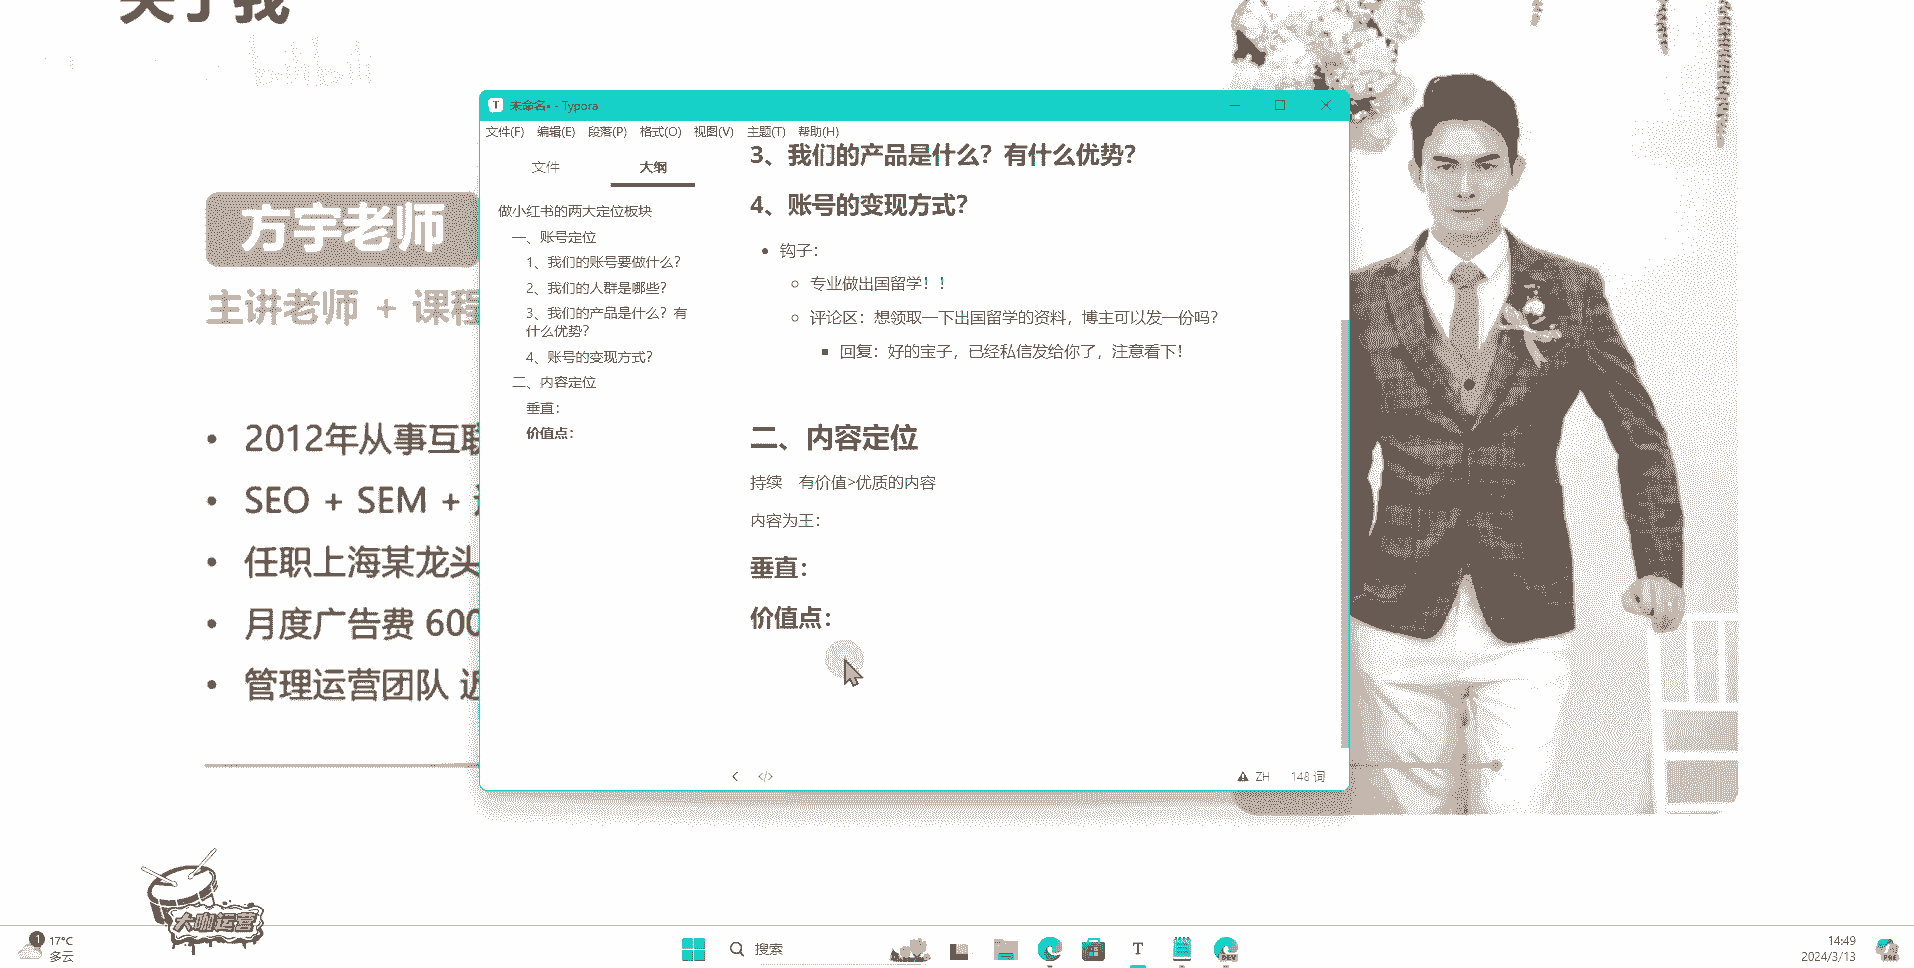 关于我
bilibili
方宇老师
主讲老师 + 课程
2012年从事互联
SEO + SEM +
任职上海某龙头
月度广告费 600
管理运营团队 近
未命名• - Typora
文件(F) 编辑(E) 段落(P) 格式(O) 视图(V) 主题(T) 帮助(H)
文件 大纲
做小红书的两大定位板块
一、账号定位
1、我们的账号要做什么?
2、我们的人群是哪些?
3、我们的产品是什么? 有
什么优势?
4、账号的变现方式?
二、内容定位
垂直:
价值点:
3、我们的产品是什么? 有什么优势?
4、账号的变现方式?
钩子:
专业做出国留学! !
评论区: 想领取一下出国留学的资料, 博主可以发一份吗?
回复: 好的宝子, 已经私信发给你了, 注意看下!
二、内容定位
持续 有价值>优质的内容
内容为王:
垂直:
价值点:
</> ZH 148 词
大咖运营
1 17°C
多云
搜索
T
DEV
14:49
2024/3/13
PRE